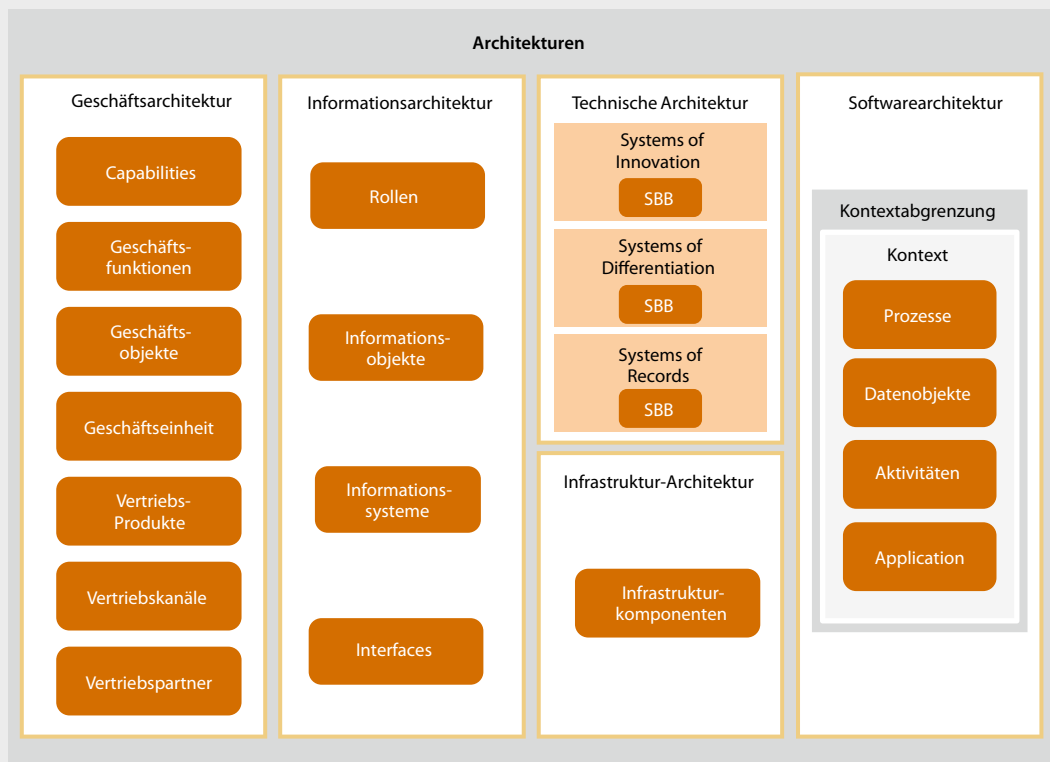 Architekturen
Geschäftsarchitektur
Capabilities
Geschäfts-
funktionen
Geschäfts-
objekte
Geschäftseinheit
Vertriebs-
Produkte
Vertriebskanäle
Vertriebspartner
Informationsarchitektur
Rollen
Informations-
objekte
Informations-
systeme
Interfaces
Technische Architektur
Systems of
Innovation
SBB
Systems of
Differentiation
SBB
Systems of
Records
SBB
Infrastruktur-Architektur
Infrastruktur-
komponenten
Softwarearchitektur
Kontextabgrenzung
Kontext
Prozesse
Datenobjekte
Aktivitäten
Application